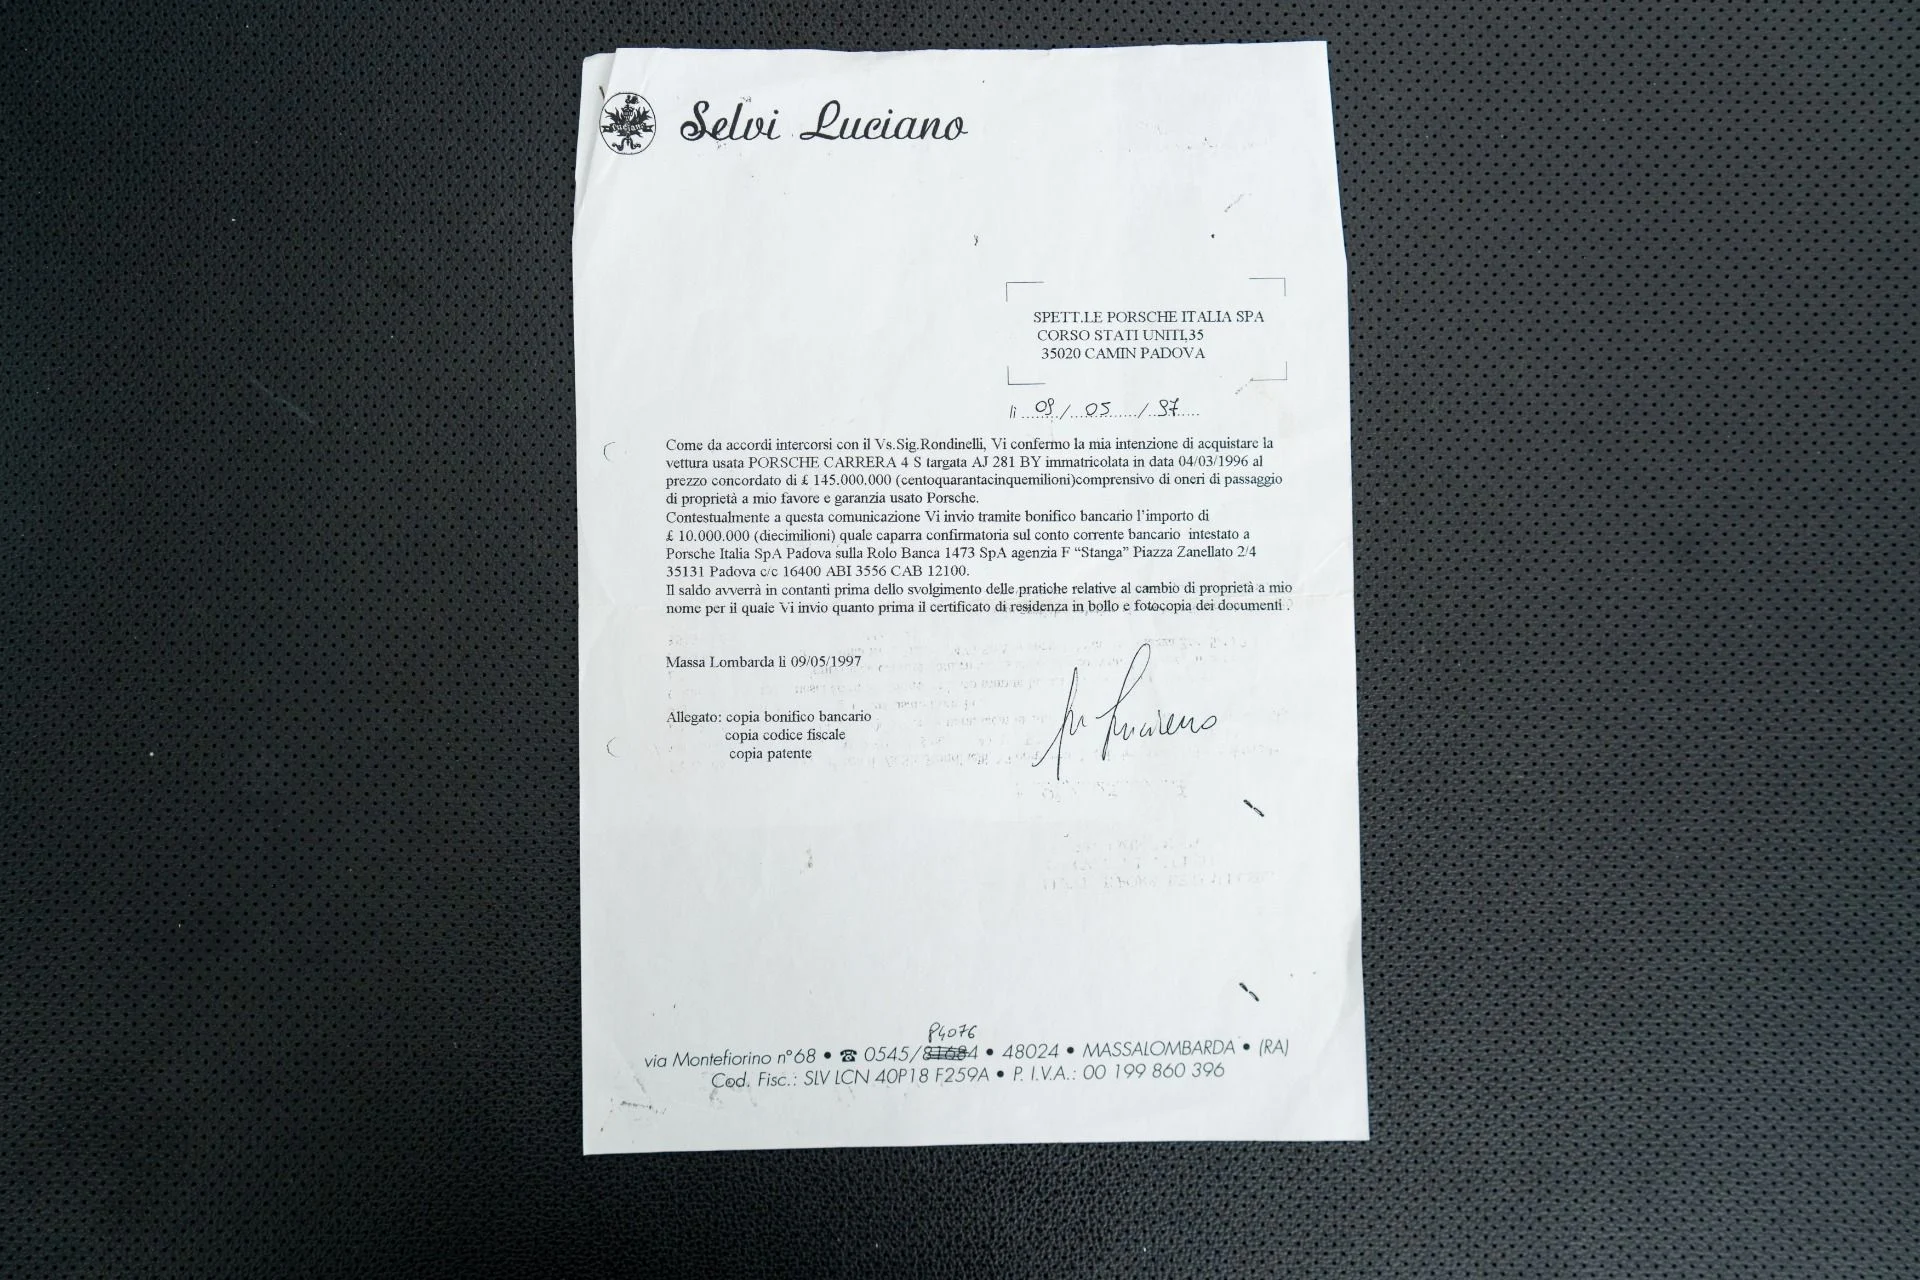 Luciano
Selvi Luciano
SPETT.LE PORSCHE ITALIA SPA
CORSO STATI UNITI,35
35020 CAMIN PADOVA
lì 09/ 05 / 97
Come da accordi intercorsi con il Vs.Sig.Rondinelli, Vi confermo la mia intenzione di acquistare la
vettura usata PORSCHE CARRERA 4 S targata AJ 281 BY immatricolata in data 04/03/1996 al
prezzo concordato di £ 145.000.000 (centoquarantacinquemilioni)comprensivo di oneri di passaggio
di proprietà a mio favore e garanzia usato Porsche.
Contestualmente a questa comunicazione Vi invio tramite bonifico bancario l'importo di
£ 10.000.000 (diecimilioni) quale caparra confirmatoria sul conto corrente bancario intestato a
Porsche Italia SpA Padova sulla Rolo Banca 1473 SpA agenzia F “Stanga” Piazza Zanellato 2/4
35131 Padova c/c 16400 ABI 3556 CAB 12100.
Il saldo avverrà in contanti prima dello svolgimento delle pratiche relative al cambio di proprietà a mio
nome per il quale Vi invio quanto prima il certificato di residenza in bollo e fotocopia dei documenti .
Massa Lombarda lì 09/05/1997
Allegato: copia bonifico bancario
copia codice fiscale
copia patente
Luciano
84076
via Montefiorino n°68 • ☎ 0545/81684 • 48024 • MASSALOMBARDA • (RA)
Cod. Fisc.: SLV LCN 40P18 F259A • P. I.V.A.: 00 199 860 396